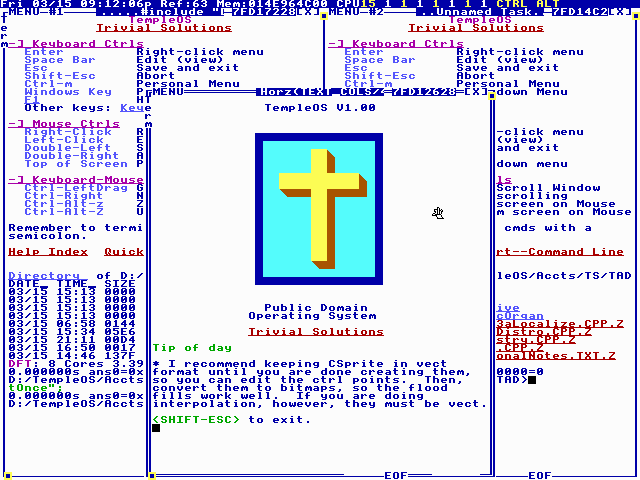 Fri 03/15 09:12:06p Ref:63 Mem:014E964C00 CPU15 1 1 1 1 1 1 1 CTRL ALT
MENU #1 ....#include "[ 7FD17228[X]
TempleOS
Trivial Solutions
-] Keyboard Ctrls
Enter Right-click menu
Space Bar Edit (view)
Esc Save and exit
Shift-Esc Abort
Ctrl-m Personal Menu
Windows Key
F1
Other keys: Key
-] Mouse Ctrls
Right-Click R
Left-Click E
Double-Left S
Double-Right A
Top of Screen P
-] Keyboard-Mouse
Ctrl-LeftDrag G
Ctrl-Right N
Ctrl-Alt-z Z
Ctrl-Alt-Z U
Remember to termi
semicolon.
Help Index Quick
Directory of D:/
DATE_ TIME_ SIZE
03/15 15:13 0000
03/15 15:13 0000
03/15 15:13 0000
03/15 15:13 0000
03/15 06:58 0144
03/15 15:34 05E6
03/15 21:11 00D4
03/15 16:50 0017
03/15 14:46 137F
DFT: 8 Cores 3.39
0.000000s ans0=0x
D:/TempleOS/Accts
tOnce";
0.000000s ans0=0x
D:/TempleOS/Accts
MENU #2 ..Unnamed Task. 7FD14C2[X]
TempleOS
Trivial Solutions
-] Keyboard Ctrls
Enter Right-click menu
Space Bar Edit (view)
Esc Save and exit
Shift-Esc Abort
Ctrl-m Personal Menu
down Menu
-click menu
(view)
and exit
down menu
ls
Scroll Window
scrolling
screen on Mouse
m screen on Mouse
cmds with a
rt--Command Line
leOS/Accts/TS/TAD
ive
cOrgan
3aLocalize.CPP.Z
Distro.CPP.Z
stry.CPP.Z
.CPP.Z
onalNotes.TXT.Z
0000=0
TAD>
EOF
MENU Horz(TEXT_COLS/< 7FD12628 [X]
TempleOS V1.00
Public Domain
Operating System
Trivial Solutions
Tip of day
* I recommend keeping CSprite in vect
format until you are done creating them,
so you can edit the ctrl points. Then,
convert them to bitmaps, so the flood
fills work well. If you are doing
interpolation, however, they must be vect.
<SHIFT-ESC> to exit.
EOF